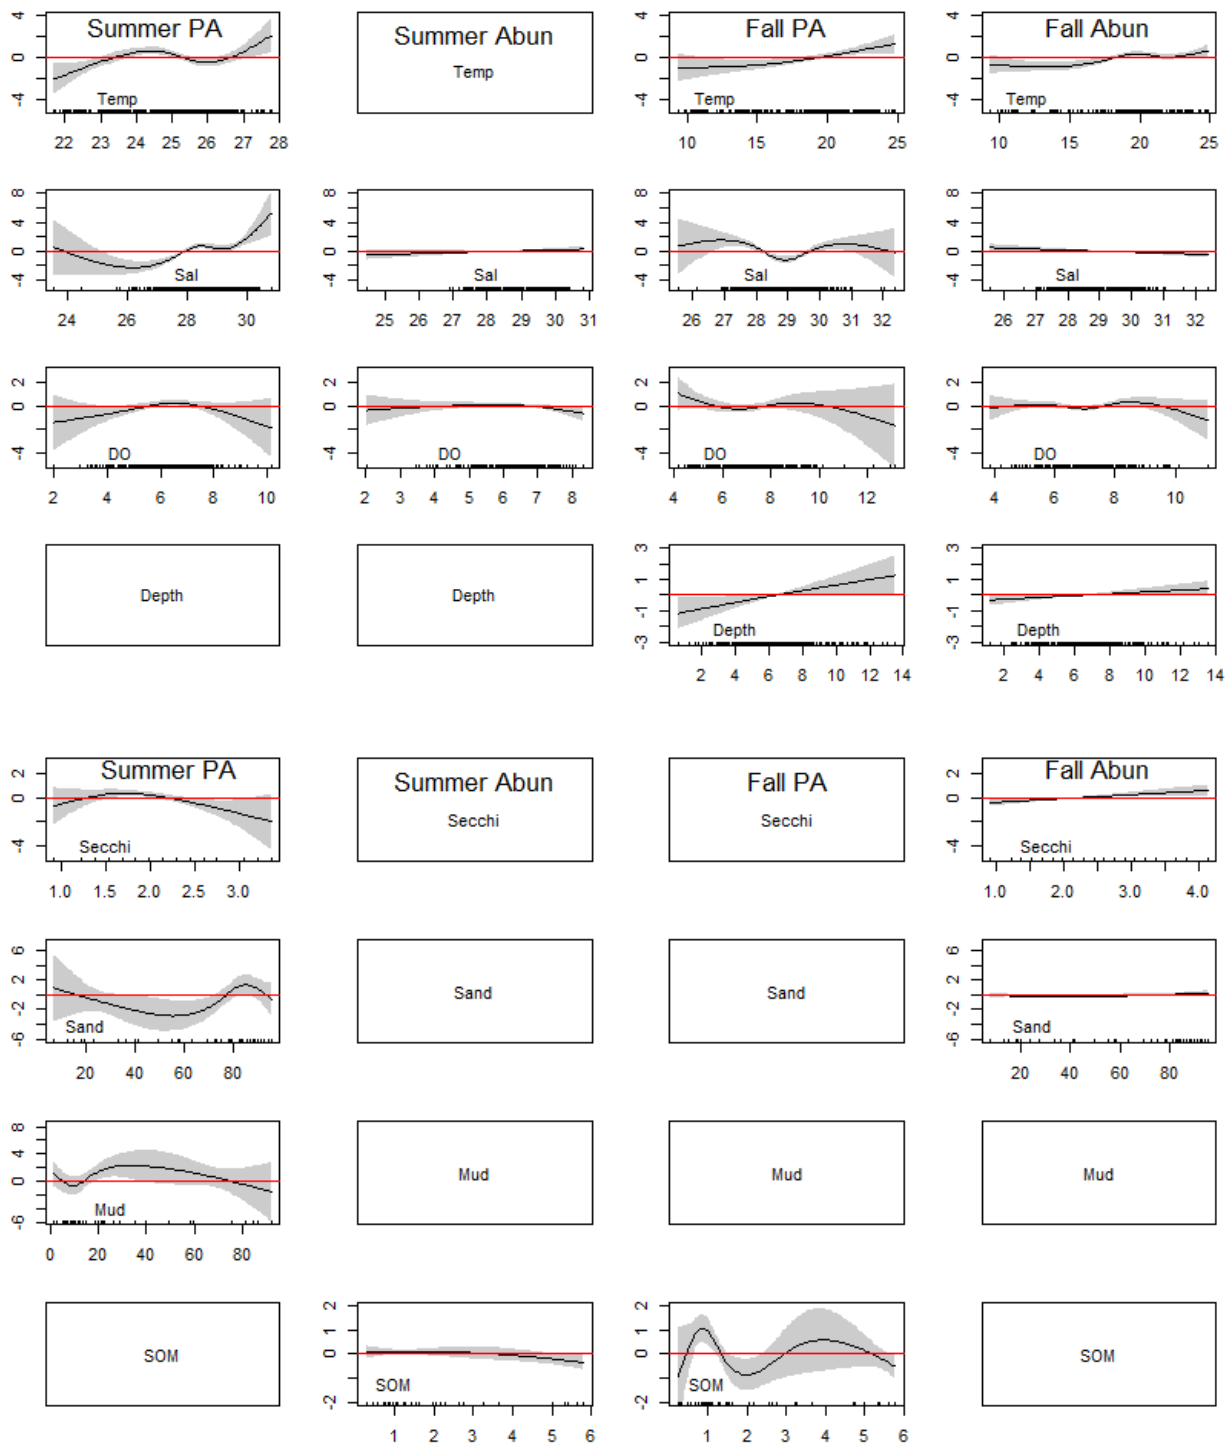 Summer PA
Summer Abun
Fall PA
Fall Abun
4
0
-4
Temp
22 23 24 25 26 27 28
Temp
4
0
-4
Temp
10 15 20 25
4
0
-4
Temp
10 15 20 25
8
4
0
-4
Sal
24 26 28 30
8
4
0
-4
Sal
25 26 27 28 29 30 31
8
4
0
-4
Sal
26 27 28 29 30 31 32
8
4
0
-4
Sal
26 28 29 30 32
2
0
-4
DO
2 4 6 8 10
2
0
-4
DO
2 3 4 5 6 7 8
2
0
-4
DO
4 6 8 10 12
2
0
-4
DO
4 6 8 10
Depth
Depth
3
1
-1
-3
Depth
2 4 6 8 10 12 14
3
1
-1
-3
Depth
2 4 6 8 10 12 14
Summer PA
Summer Abun
Fall PA
Fall Abun
2
0
-4
Secchi
1.0 1.5 2.0 2.5 3.0
Secchi
Secchi
2
0
-4
Secchi
1.0 2.0 3.0 4.0
6
2
-2
-6
Sand
20 40 60 80
Sand
Sand
6
2
-2
-6
Sand
20 40 60 80
8
4
0
-6
Mud
0 20 40 60 80
Mud
Mud
Mud
SOM
2
1
0
-2
SOM
1 2 3 4 5 6
2
1
0
-2
SOM
1 2 3 4 5 6
SOM